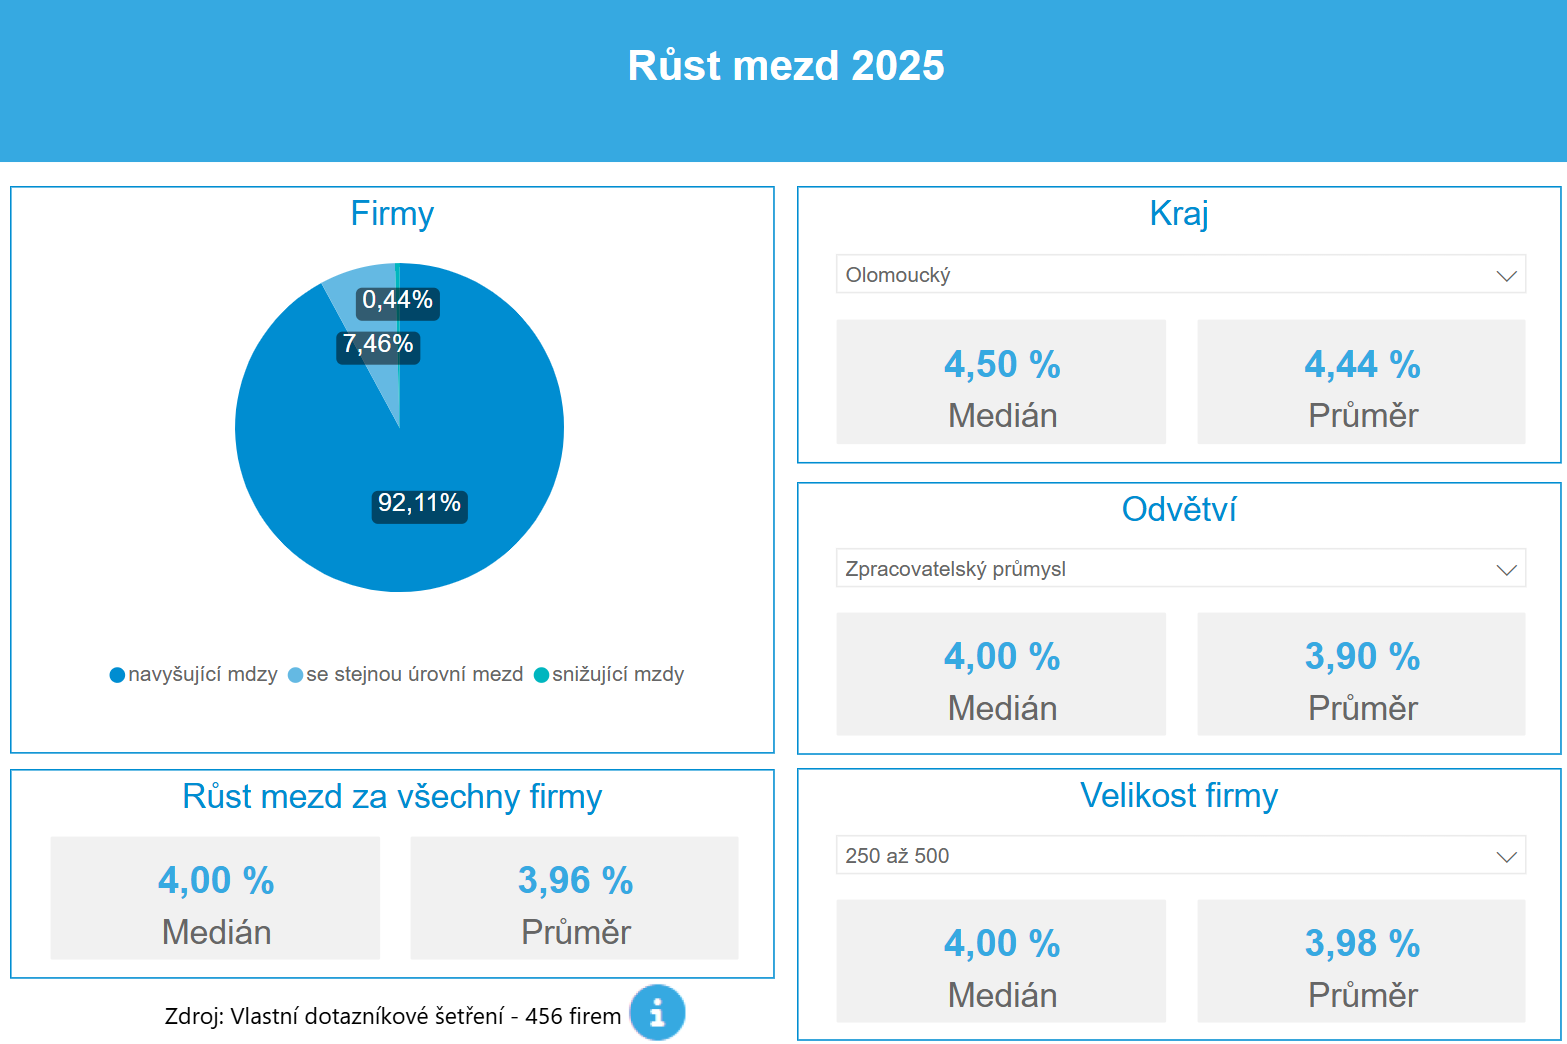 Růst mezd 2025
Firmy
0,44%
7,46%
92,11%
navyšující mdzy se stejnou úrovní mezd snižující mzdy
Růst mezd za všechny firmy
4,00 %
Medián
3,96 %
Průměr
Zdroj: Vlastní dotazníkové šetření - 456 firem
i
Kraj
Olomoucký
4,50 %
Medián
4,44 %
Průměr
Odvětví
Zpracovatelský průmysl
4,00 %
Medián
3,90 %
Průměr
Velikost firmy
250 až 500
4,00 %
Medián
3,98 %
Průměr